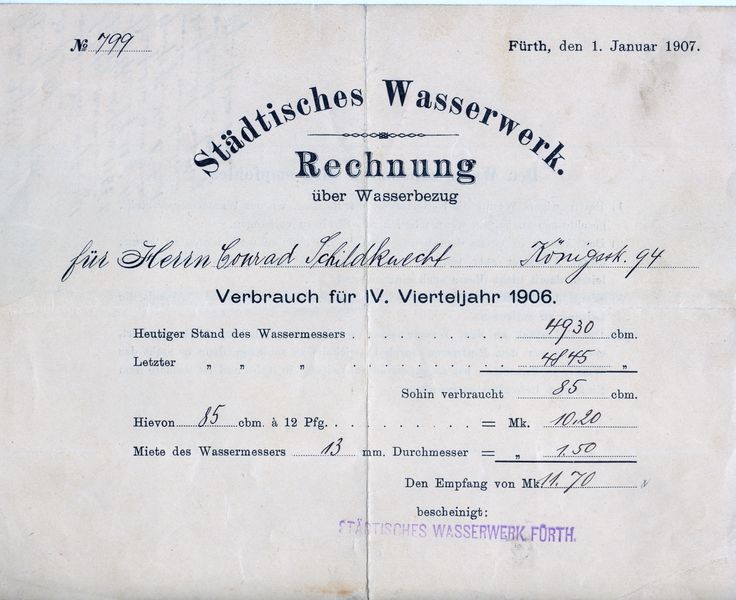 № 799
Fürth, den 1. Januar 1907.
Städtisches Wasserwerk.
Rechnung
über Wasserbezug
für Herrn Conrad Schildknecht Königsstr. 94
Verbrauch für IV. Vierteljahr 1906.
Heutiger Stand des Wassermessers . . . . . . . . . 4930 cbm.
Letzter „ „ „ . . . . . . . . . 4845 „
Sohin verbraucht 85 cbm.
Hievon 85 cbm. à 12 Pfg. . . . . . . . . . = Mk. 10.20
Miete des Wassermessers 13 mm. Durchmesser = „ 1.50
Den Empfang von Mk. 11.70
bescheinigt:
STÄDTISCHES WASSERWERK FÜRTH.